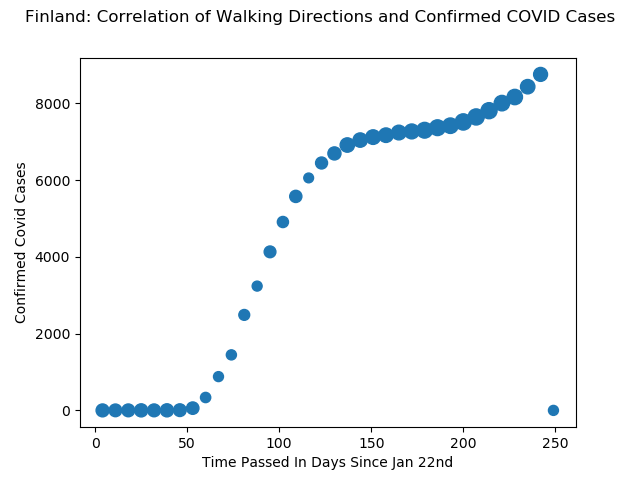 Finland: Correlation of Walking Directions and Confirmed COVID Cases
8000
6000
4000
2000
0
Confirmed Covid Cases
0 50 100 150 200 250
Time Passed In Days Since Jan 22nd